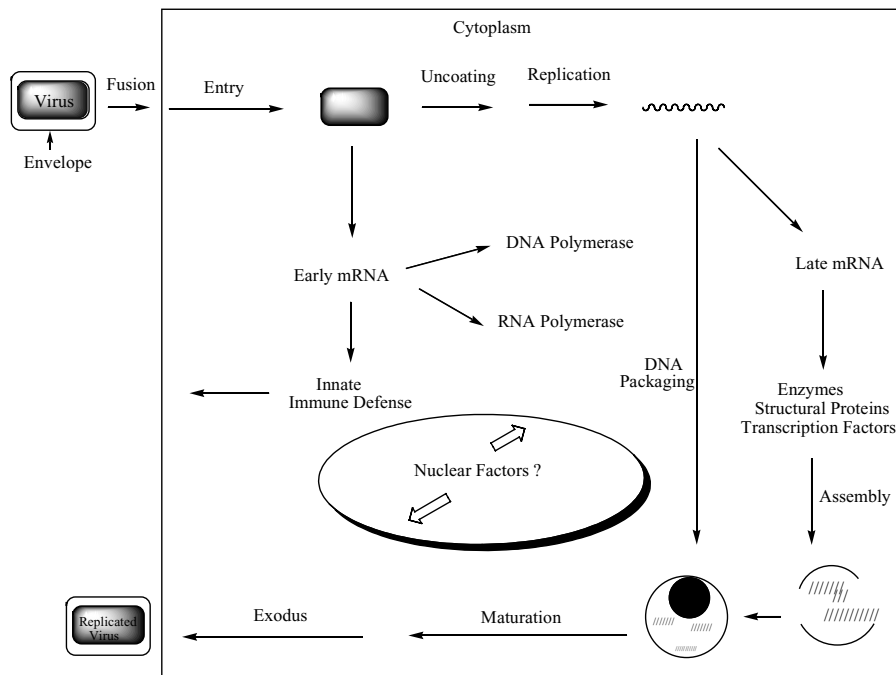 Cytoplasm
Virus
Fusion
Entry
Uncoating
Replication
Envelope
Early mRNA
DNA Polymerase
RNA Polymerase
Late mRNA
Innate
Immune Defense
DNA
Packaging
Enzymes
Structural Proteins
Transcription Factors
Nuclear Factors ?
Assembly
Replicated
Virus
Exodus
Maturation